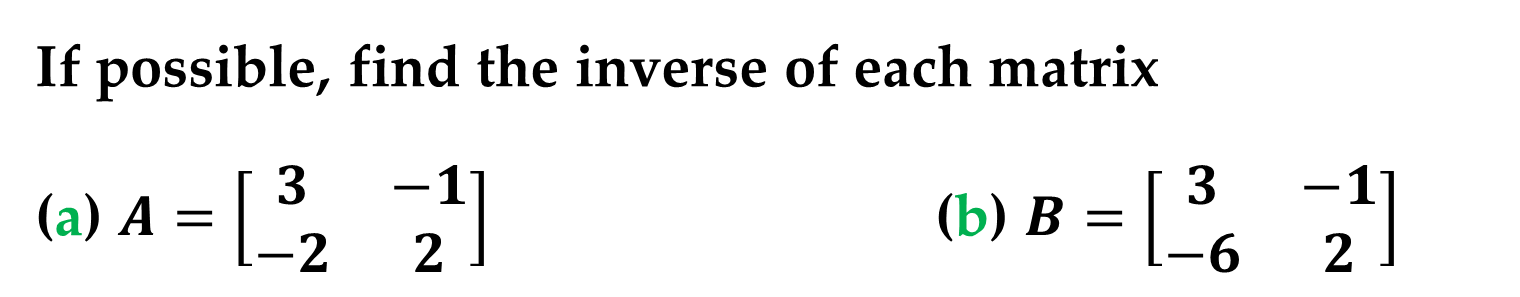 If possible, find the inverse of each matrix
(a) A = [3 −1
−2 2] (b) B = [3 −1
−6 2]